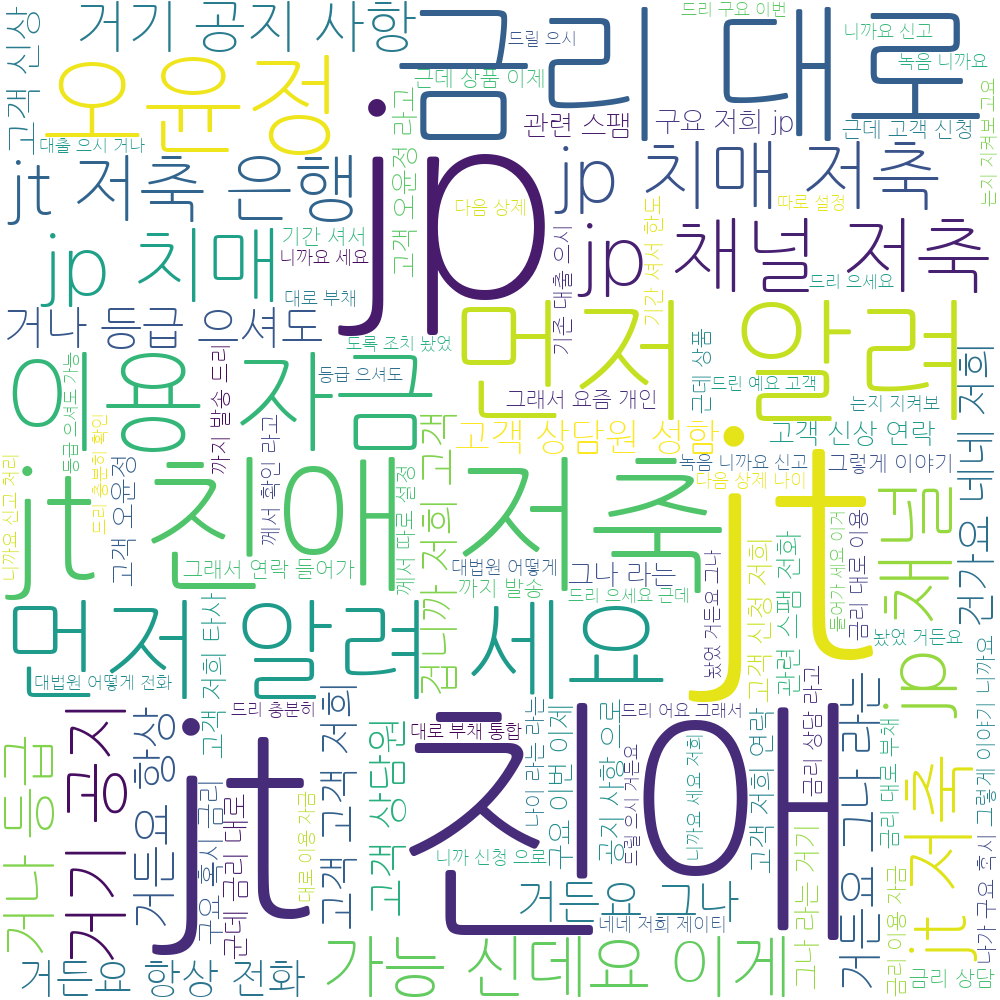 거기 공지 사항
드리 구요 이번
드릴 으시
니까요 신고
녹음 니까요
고객 신상
오윤정
금리 대로
근데 상품 이제
관련 스팸
구요 저희 jp
근데 고객 신청
는지 지켜보 고요
대출 으시 거나
jt 저축 은행
고객 오윤정 라고
jp
jp 치매 저축
다음 상제
따로 설정
jp 치매
기간 셔서
니까요 세요
대로 부채
기존 대출 으시
jp 채널 저축
기간 셔서 한도
드리 으세요
거나 등급 으셔도
도록 조치 놨었
먼저 알려
이용 자금
등급 으셔도 가능
까지 발송 드리
등급 으셔도
그래서 요즘 개인
근데 상품
드린 예요 고객
는지 지켜보
건가요 네네 저희
고객 상담원 성함
고객 신상 연락
드리 충분히 확인
께서 확인 라고
니까요 신고 처리
jt 친애 저축
고객 오윤정
께서 따로 설정
겁니까 저희 고객
녹음 니까요 신고
그렇게 이야기
다음 상제 나이
jt
그래서 연락 들어가
대법원 어떻게
그나 라는
까지 발송
드리 으세요 근데
채널 jp
먼저 알려 세요
놨었 거든요 그나
고객 신청 저희
관련 스팸 전화
들어가 세요 이거
금리 대로 이용
놨었 거든요
대법원 어떻게 전화
고객 저희 타사
드리 충분히
고객 고객 저희
대로 부채 통합
드리 어요 그래서
거나 등급
거기 공지
거든요 항상
jt 친애
구요 혹시 금리
근데 금리 대로
대로 이용 자금
고객 상담원
나이 라는 라는
구요 이번 이제
공지 사항 으로
드릴 으시 거든요
니까요 세요 저희
고객 저희 연락
금리 상담 라고
그나 라는 거기
거든요 그나 라는
금리 대로 부채
금리 이용 자금
jt 저축
나가 구요 혹시 그렇게 이야기 니까요
니까 신청 으로
거든요 그나
네네 저희 제이티
거든요 항상 전화
가능 신데요 이게
금리 상담